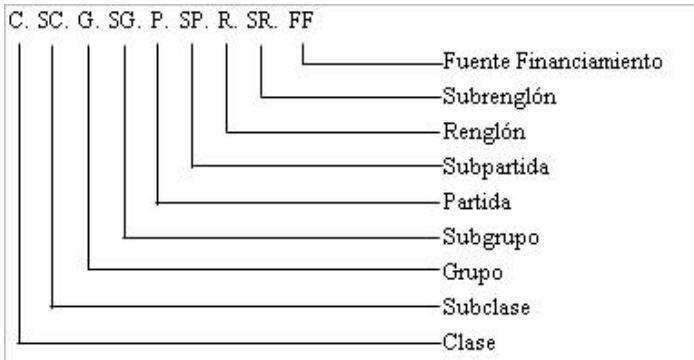 C. SC. G. SG. P. SP. R. SR. FF
Fuente Financiamiento
Subrenglón
Renglón
Subpartida
Partida
Subgrupo
Grupo
Subclase
Clase